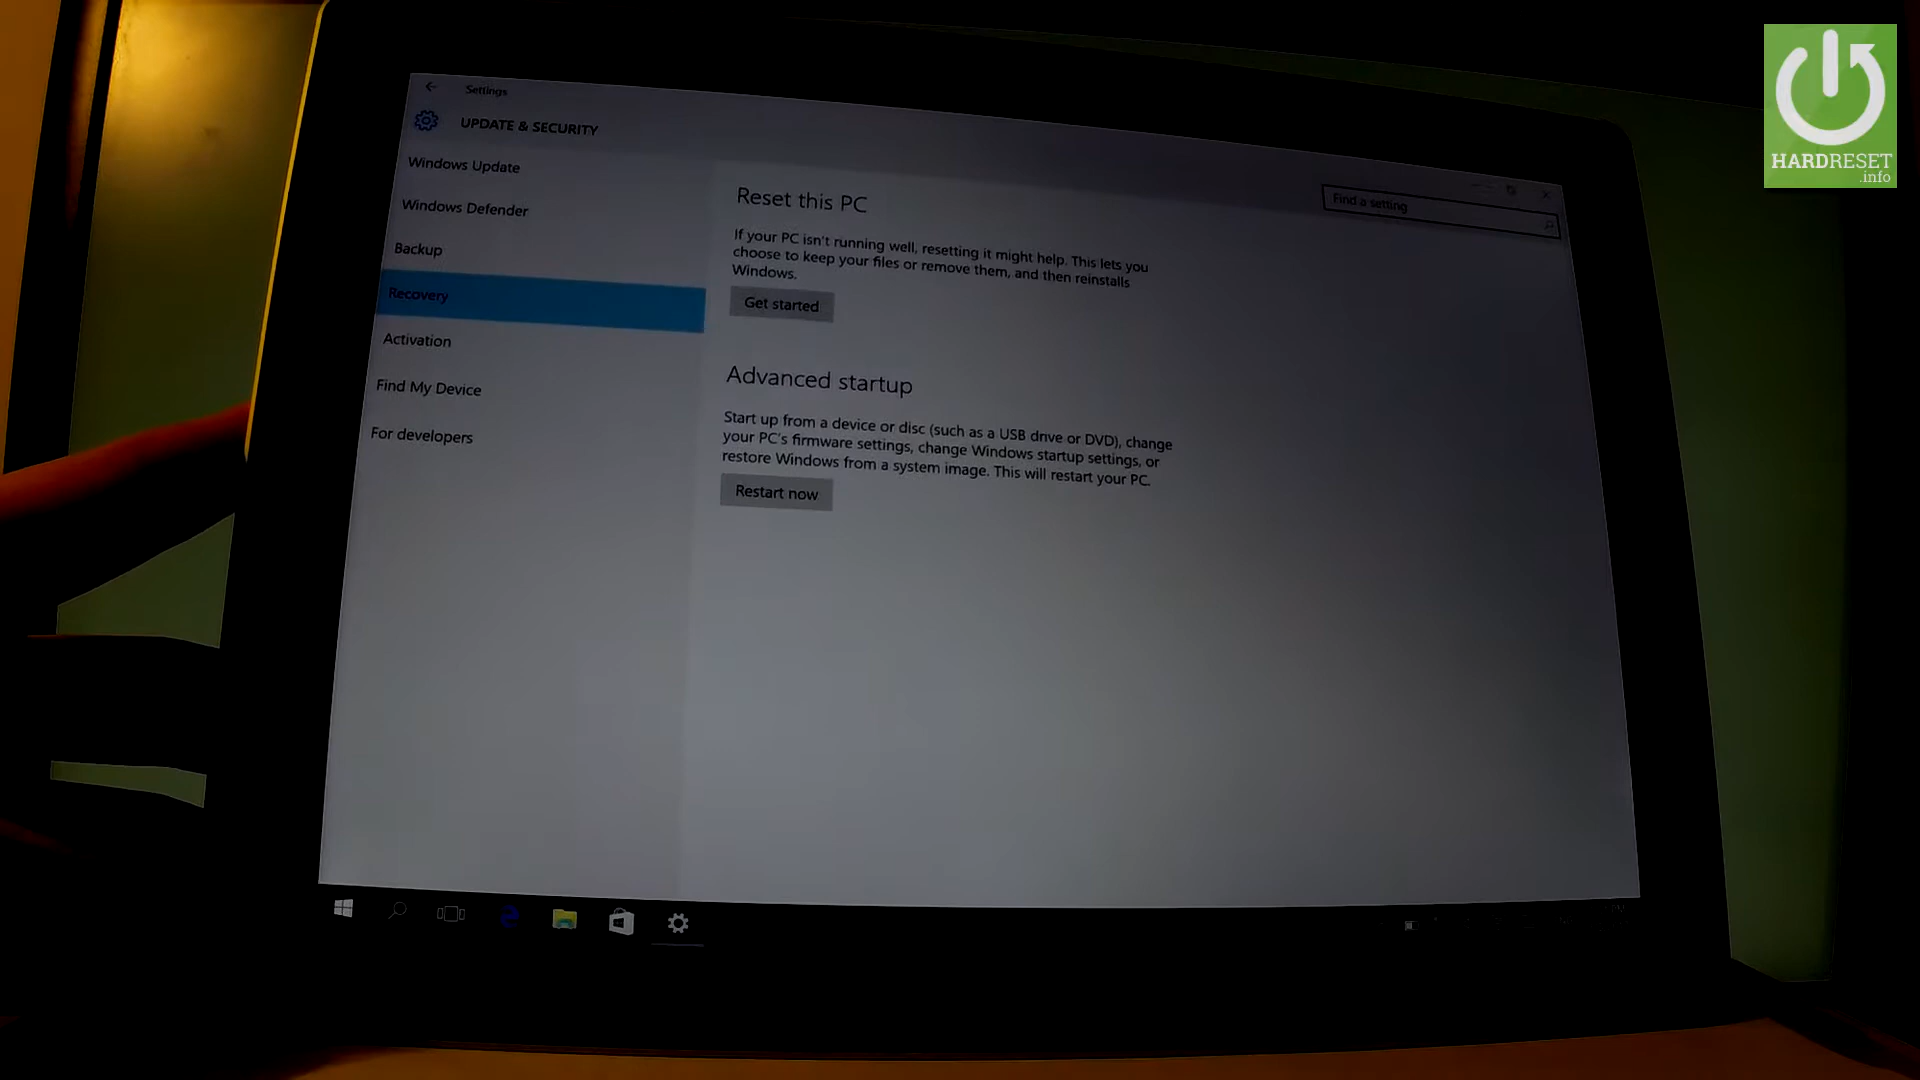 Settings
UPDATE & SECURITY
Windows Update
Windows Defender
Backup
Recovery
Activation
Find My Device
For developers
Reset this PC
If your PC isn't running well, resetting it might help. This lets you
choose to keep your files or remove them, and then reinstalls
Windows.
Get started
Advanced startup
Start up from a device or disc (such as a USB drive or DVD), change
your PC's firmware settings, change Windows startup settings, or
restore Windows from a system image. This will restart your PC.
Restart now
Find a setting
HARDRESET
.info